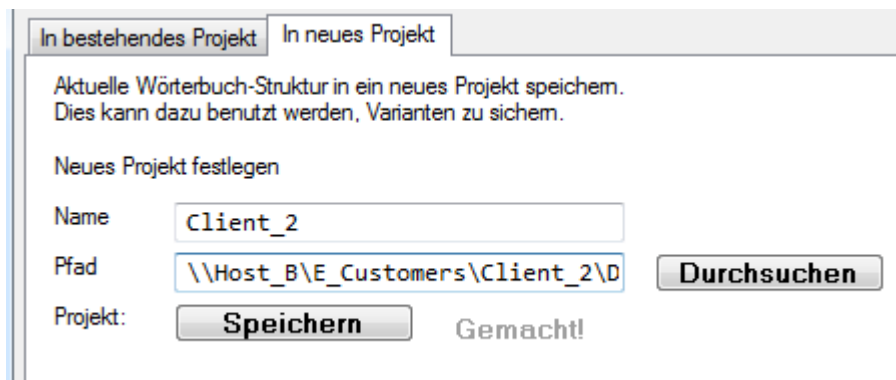 In bestehendes Projekt
In neues Projekt
Aktuelle Wörterbuch-Struktur in ein neues Projekt speichern.
Dies kann dazu benutzt werden, Varianten zu sichern.
Neues Projekt festlegen
Name
Client_2
Pfad
\\Host_B\E_Customers\Client_2\D
Durchsuchen
Projekt:
Speichern
Gemacht!